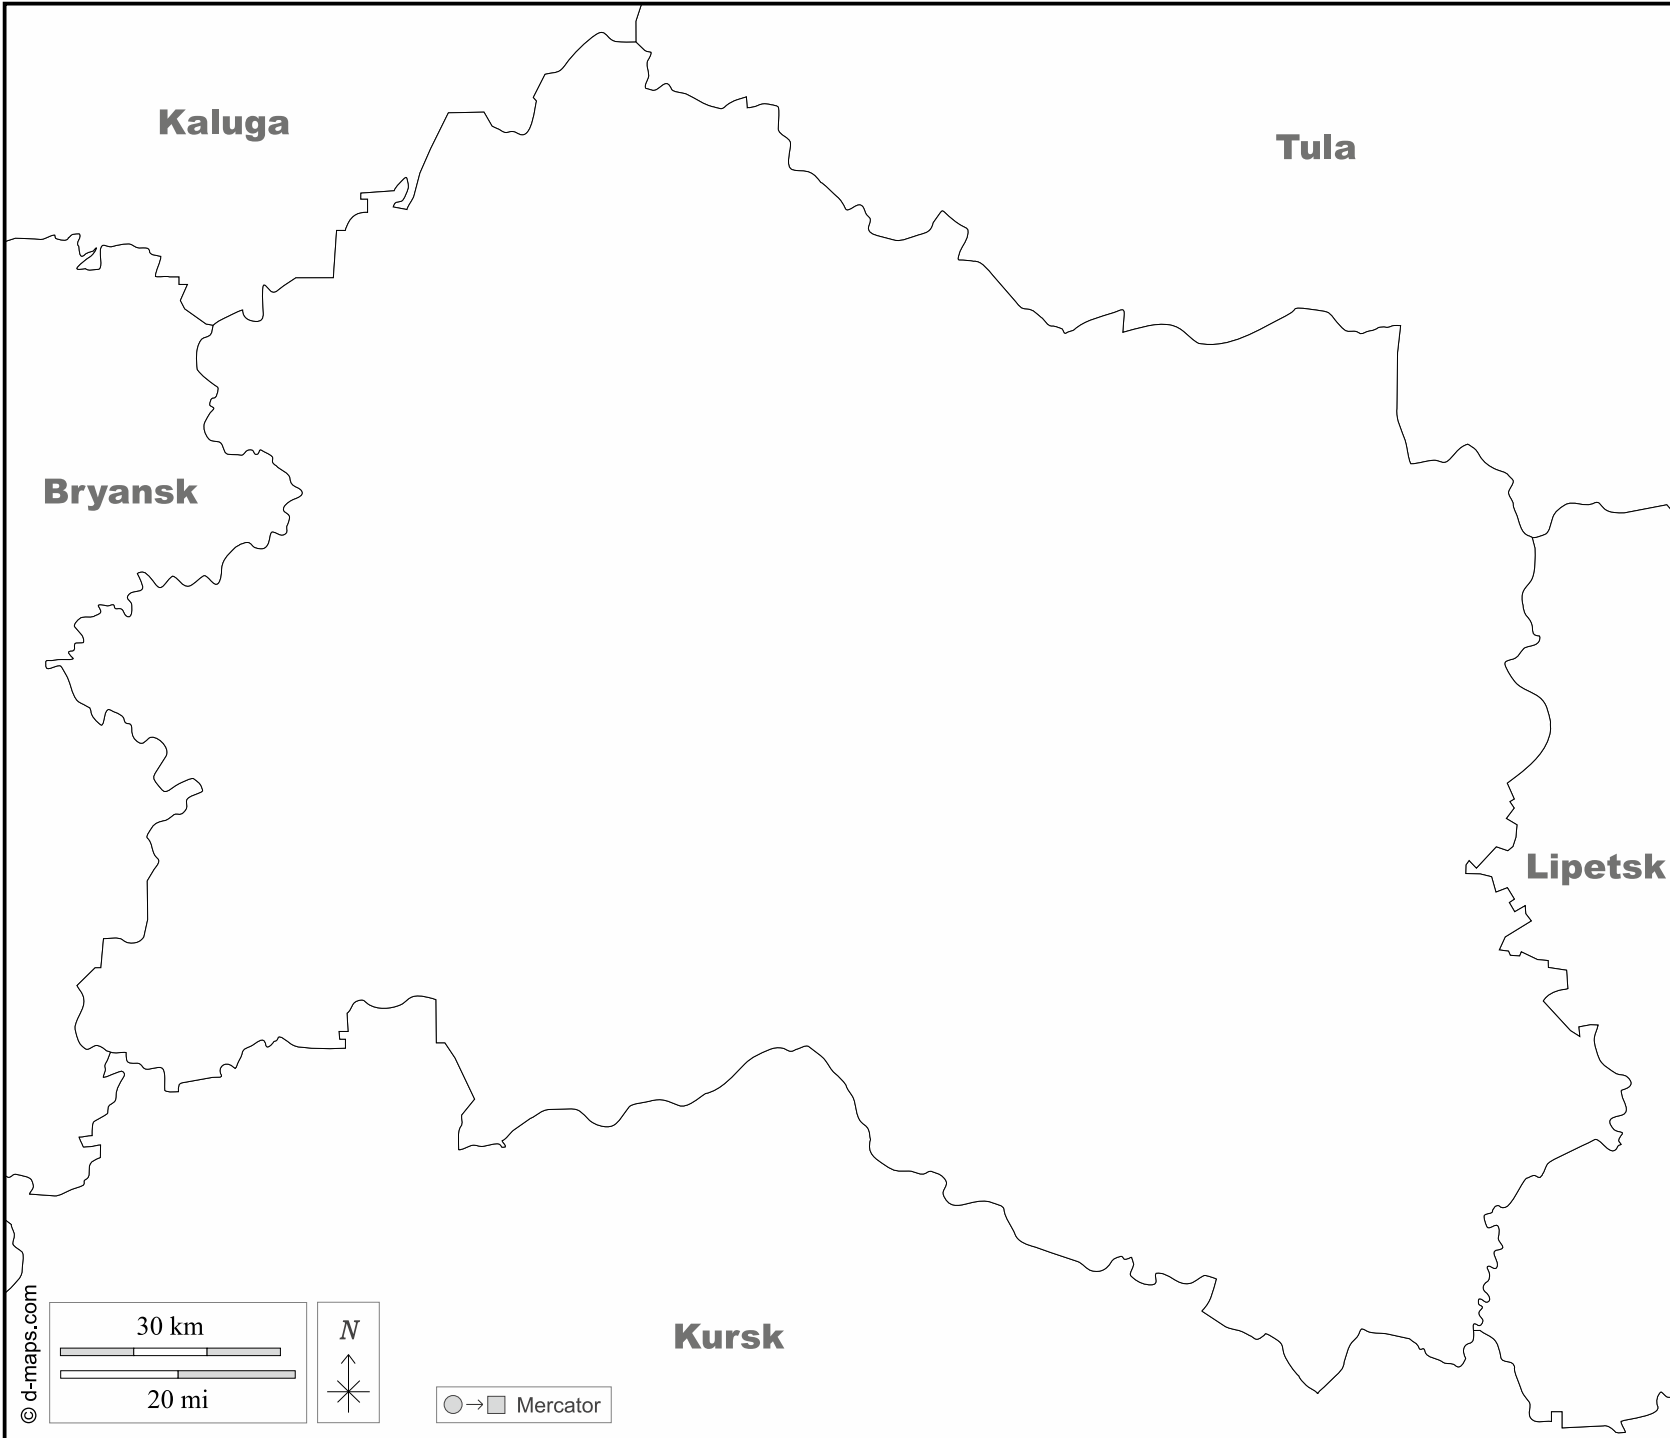 Kaluga
Tula
Bryansk
Lipetsk
Kursk
30 km
20 mi
N
Mercator
© d-maps.com